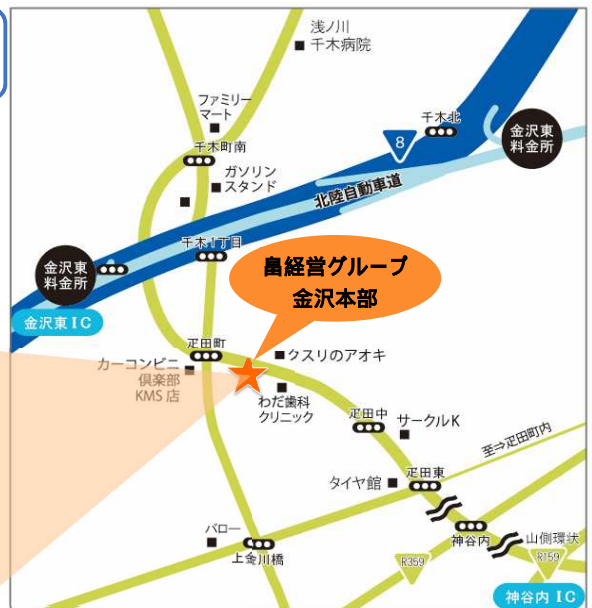 浅ノ川
千木病院
ファミリー
マート
千木町南
千木北
8
金沢東
料金所
ガソリン
スタンド
北陸自動車道
千木1丁目
畠経営グループ
金沢本部
金沢東
料金所
金沢東IC
疋田町
クスリのアオキ
カーコンビニ
倶楽部
KMS店
わだ歯科
クリニック
疋田中
サークルK
至⇒疋田町内
タイヤ館
疋田東
バロー
上金川橋
神谷内
山側環状
R359
R159
神谷内 IC